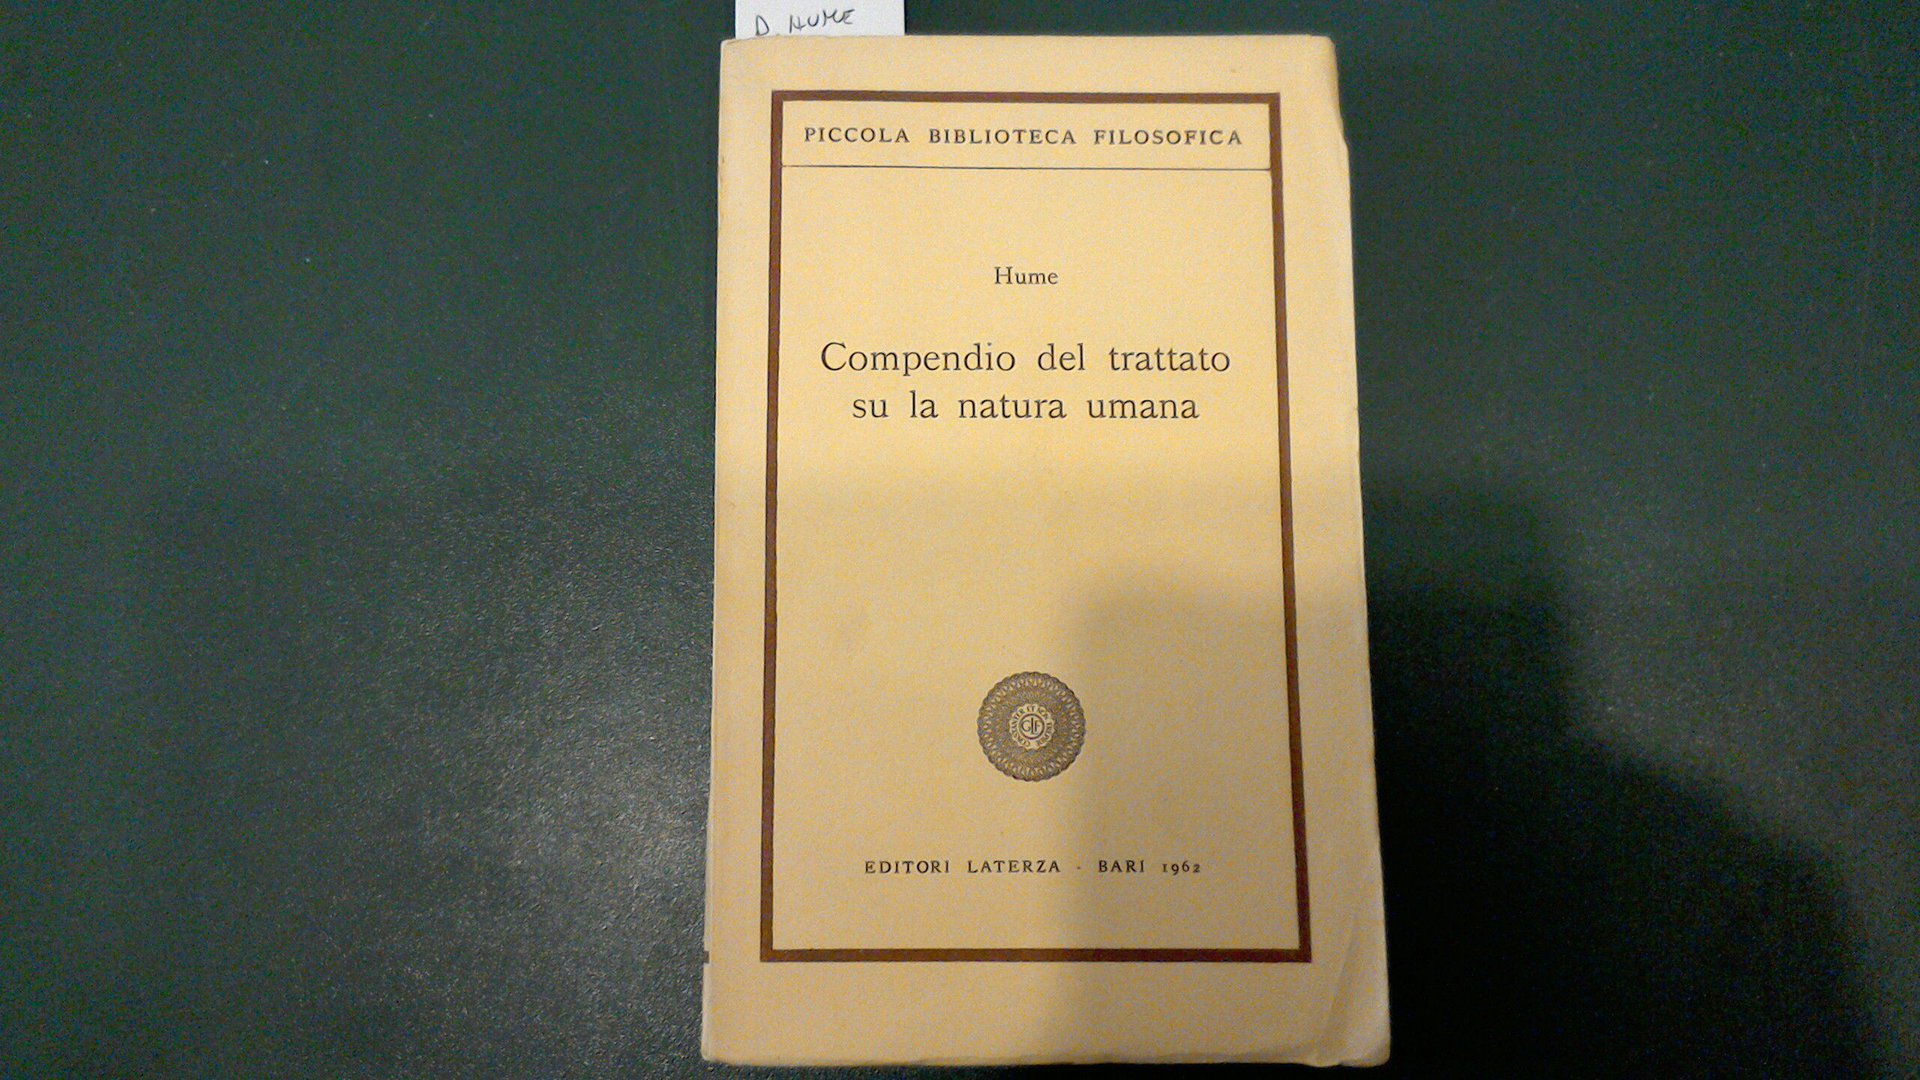 D. HUME
PICCOLA BIBLIOTECA FILOSOFICA
Hume
Compendio del trattato
su la natura umana
EDITORI LATERZA - BARI 1962